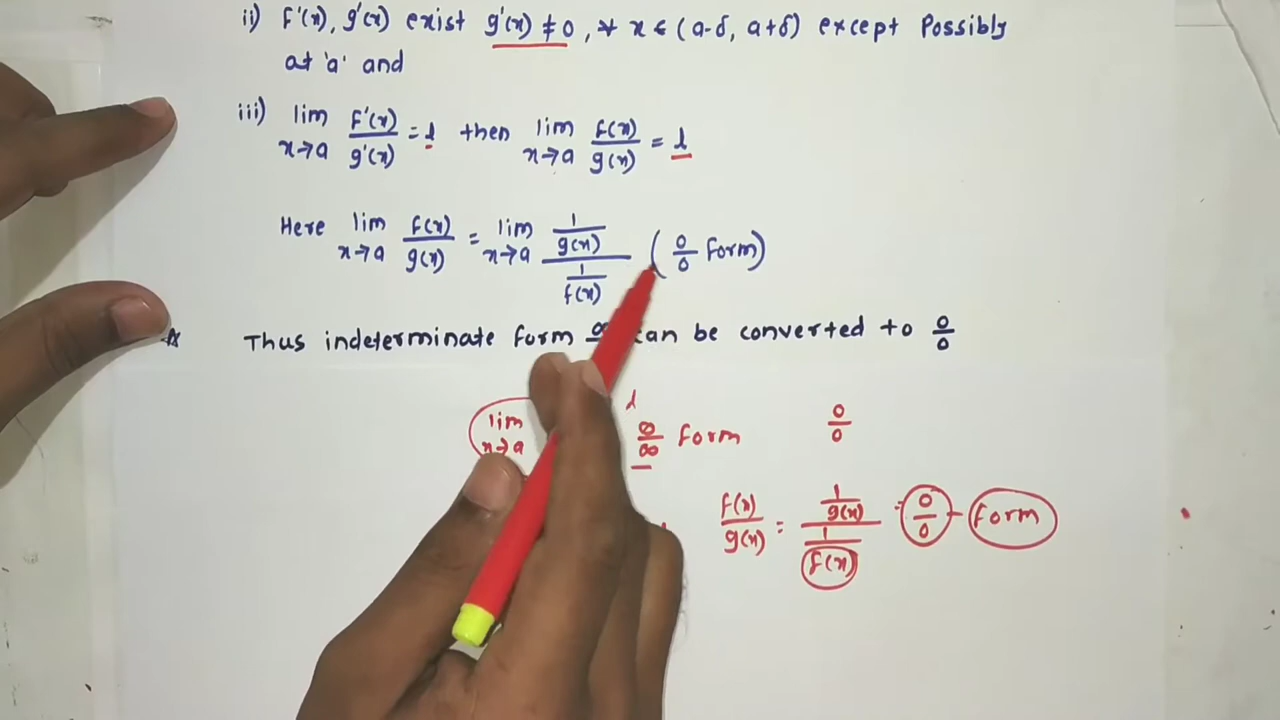 ii) f'(x), g'(x) exist g'(x) ≠ 0, ∀ x ∈ (a-δ, a+δ) except Possibly
at 'a' and
iii) lim x→a f'(x)/g'(x) = l then lim x→a f(x)/g(x) = l
Here lim x→a f(x)/g(x) = lim x→a (1/g(x))/(1/f(x)) (0/0 Form)
Thus indeterminate form can be converted to 0/0
lim x→a ∞/∞ Form 0/0
f(x)/g(x) = (1/g(x))/(1/f(x)) = 0/0 - Form